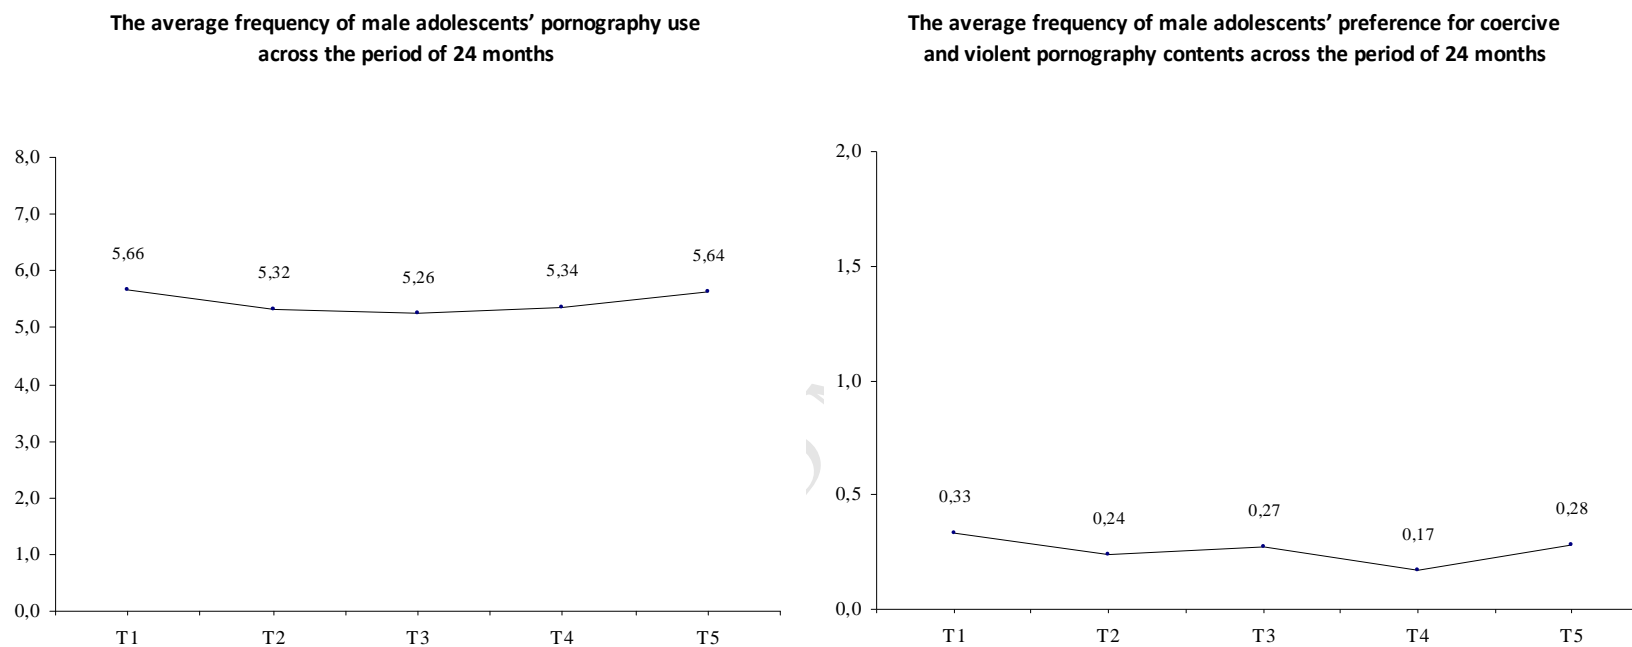 The average frequency of male adolescents’ pornography use
across the period of 24 months
8,0
7,0
6,0
5,0
4,0
3,0
2,0
1,0
0,0
5,66
5,32
5,26
5,34
5,64
T1
T2
T3
T4
T5
The average frequency of male adolescents’ preference for coercive
and violent pornography contents across the period of 24 months
2,0
1,5
1,0
0,5
0,0
0,33
0,24
0,27
0,17
0,28
T1
T2
T3
T4
T5